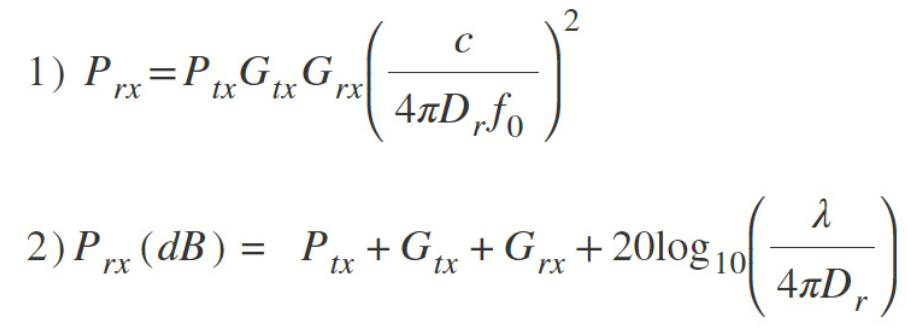 1) P_rx = P_tx G_tx G_rx (c / 4πD_r f_0)^2
2) P_rx (dB) = P_tx + G_tx + G_rx + 20log_10 (λ / 4πD_r)